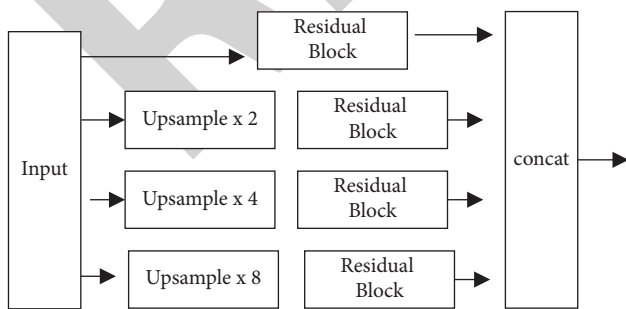 Input
Residual
Block
Upsample x 2
Residual
Block
Upsample x 4
Residual
Block
Upsample x 8
Residual
Block
concat